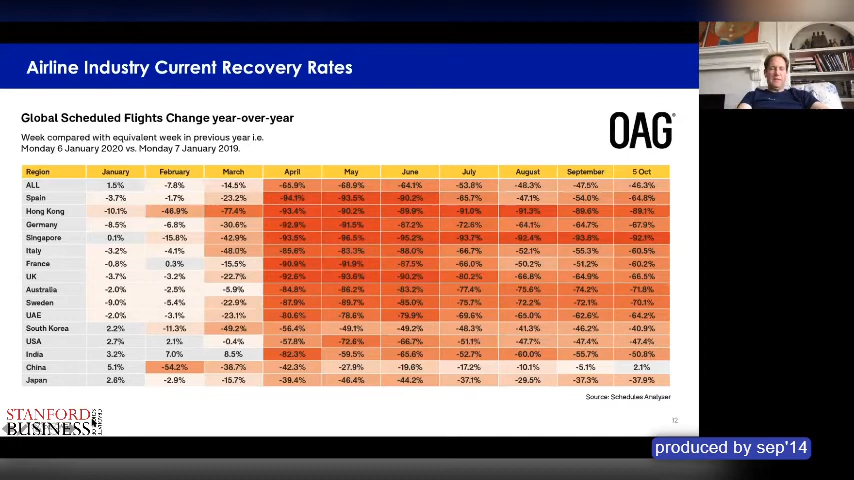 Airline Industry Current Recovery Rates
Global Scheduled Flights Change year-over-year
Week compared with equivalent week in previous year i.e.
Monday 6 January 2020 vs. Monday 7 January 2019.
OAG
Region January February March April May June July August September 5 Oct
ALL 1.5% -7.8% -14.5% -65.9% -68.9% -64.1% -53.8% -48.3% -47.5% -46.3%
Spain -3.7% -1.7% -23.2% -94.1% -93.5% -90.2% -65.7% -47.1% -54.0% -64.8%
Hong Kong -10.1% -46.9% -77.4% -93.4% -90.2% -89.9% -91.0% -91.3% -89.6% -89.1%
Germany -8.5% -6.8% -30.6% -92.9% -91.5% -87.2% -72.6% -64.1% -64.7% -67.9%
Singapore 0.1% -15.8% -42.9% -93.5% -96.5% -95.2% -93.7% -92.4% -93.8% -92.1%
Italy -3.2% -4.1% -48.0% -85.6% -83.3% -88.0% -66.7% -52.1% -55.3% -60.5%
France -0.8% 0.3% -15.5% -90.9% -91.9% -87.5% -66.0% -50.2% -51.2% -60.2%
UK -3.7% -3.2% -22.7% -92.6% -93.6% -90.2% -80.2% -66.8% -64.9% -66.5%
Australia -2.0% -2.5% -5.9% -84.8% -86.2% -83.2% -77.4% -75.6% -74.2% -71.8%
Sweden -9.0% -5.4% -22.9% -87.9% -89.7% -85.0% -75.7% -72.2% -72.1% -70.1%
UAE -2.0% -3.1% -23.1% -80.6% -78.6% -79.9% -69.6% -65.0% -62.6% -64.2%
South Korea 2.2% -11.3% -49.2% -56.4% -49.1% -49.2% -48.3% -41.3% -46.2% -40.9%
USA 2.7% 2.1% -0.4% -57.8% -72.6% -66.7% -51.1% -47.7% -47.4% -47.4%
India 3.2% 7.0% 8.5% -82.3% -59.5% -65.6% -52.7% -60.0% -55.7% -50.8%
China 5.1% -54.2% -38.7% -42.3% -27.9% -19.6% -17.2% -10.1% -5.1% 2.1%
Japan 2.6% -2.9% -15.7% -39.4% -46.4% -44.2% -37.1% -29.5% -37.3% -37.9%
Source: Schedules Analyser
STANFORD
BUSINESS
12
produced by sep'14